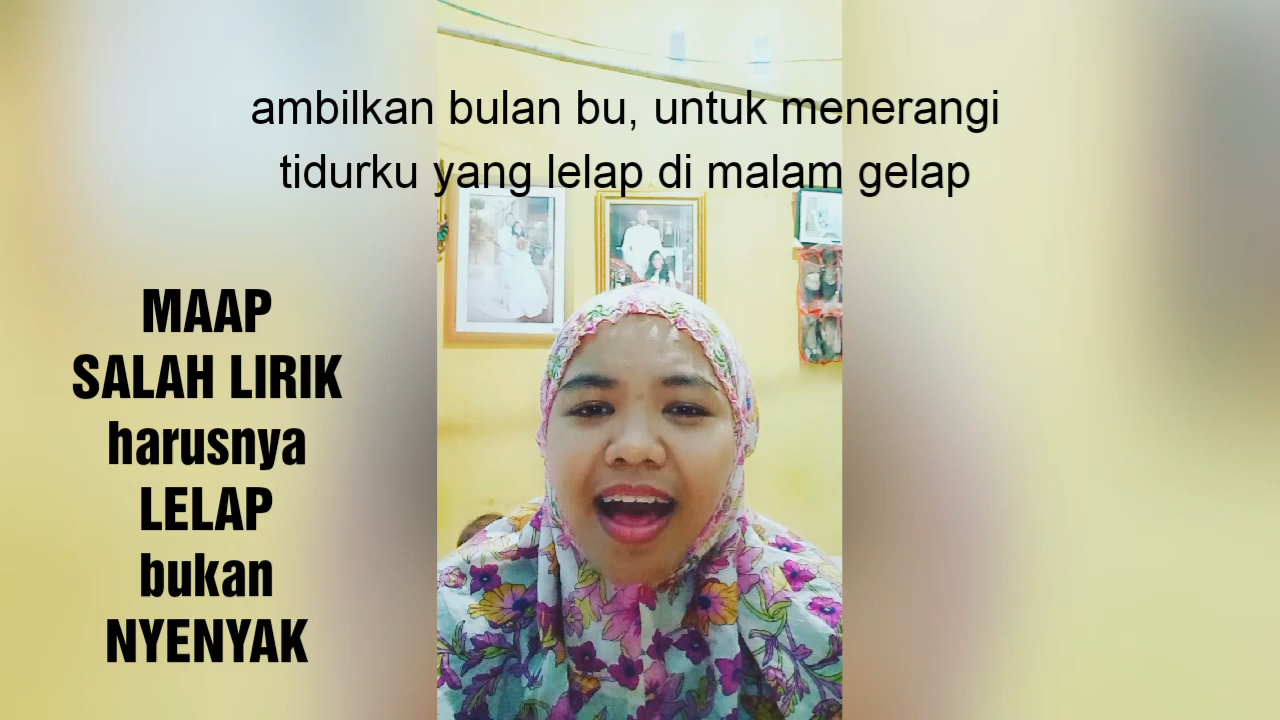 ambilkan bulan bu, untuk menerangi
tidurku yang lelap di malam gelap
MAAP
SALAH LIRIK
harusnya
LELAP
bukan
NYENYAK